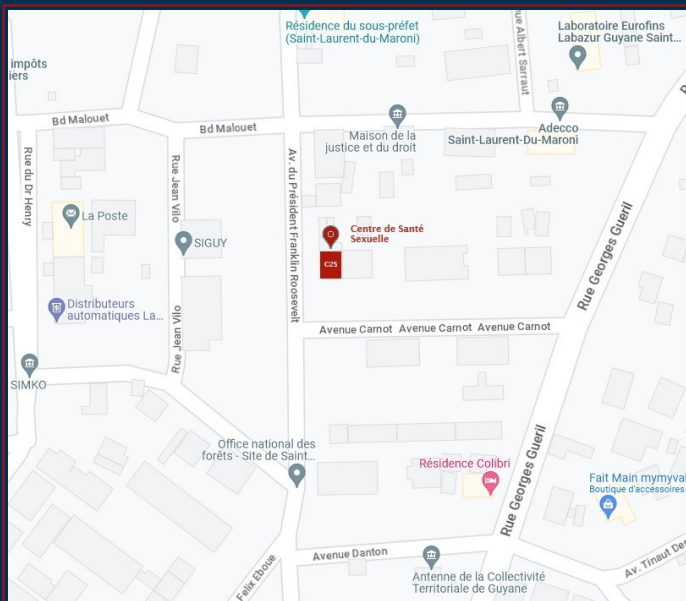 Résidence du sous-préfet
(Saint-Laurent-du-Maroni)
Rue Albert Sarraut
Laboratoire Eurofins
Labazur Guyane Saint...
impôts
iers
Bd Malouet
Bd Malouet
Maison de la
justice et du droit
Adecco
Saint-Laurent-Du-Maroni
Rue du Dr Henry
Rue Jean Vilo
Av. du Président Franklin Roosevelt
La Poste
SIGUY
Centre de Santé
Sexuelle
C2S
Rue Georges Gueril
Distributeurs
automatiques La...
Rue Jean Vilo
Avenue Carnot Avenue Carnot Avenue Carnot
SIMKO
Office national des
forêts - Site de Saint...
Résidence Colibri
Rue Georges Gueril
Fait Main mymyval
Boutique d'accessoires
Avenue Danton
Felix Eboue
Antenne de la Collectivité
Territoriale de Guyane
Av. Tinaut De